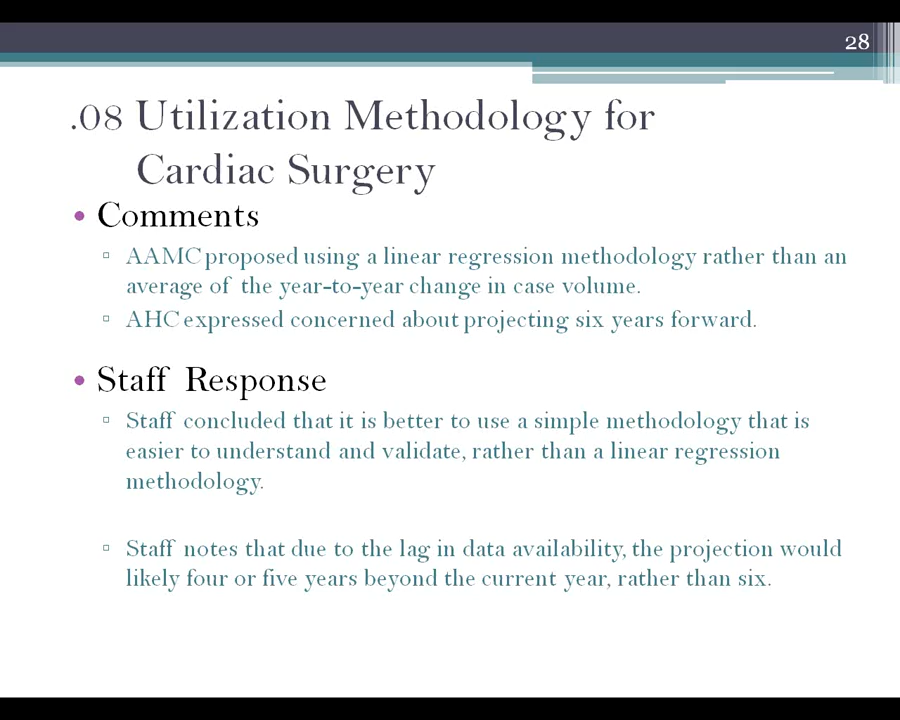 28
.08 Utilization Methodology for
Cardiac Surgery
• Comments
▫ AAMC proposed using a linear regression methodology rather than an
average of the year-to-year change in case volume.
▫ AHC expressed concerned about projecting six years forward.
• Staff Response
▫ Staff concluded that it is better to use a simple methodology that is
easier to understand and validate, rather than a linear regression
methodology.
▫ Staff notes that due to the lag in data availability, the projection would
likely four or five years beyond the current year, rather than six.